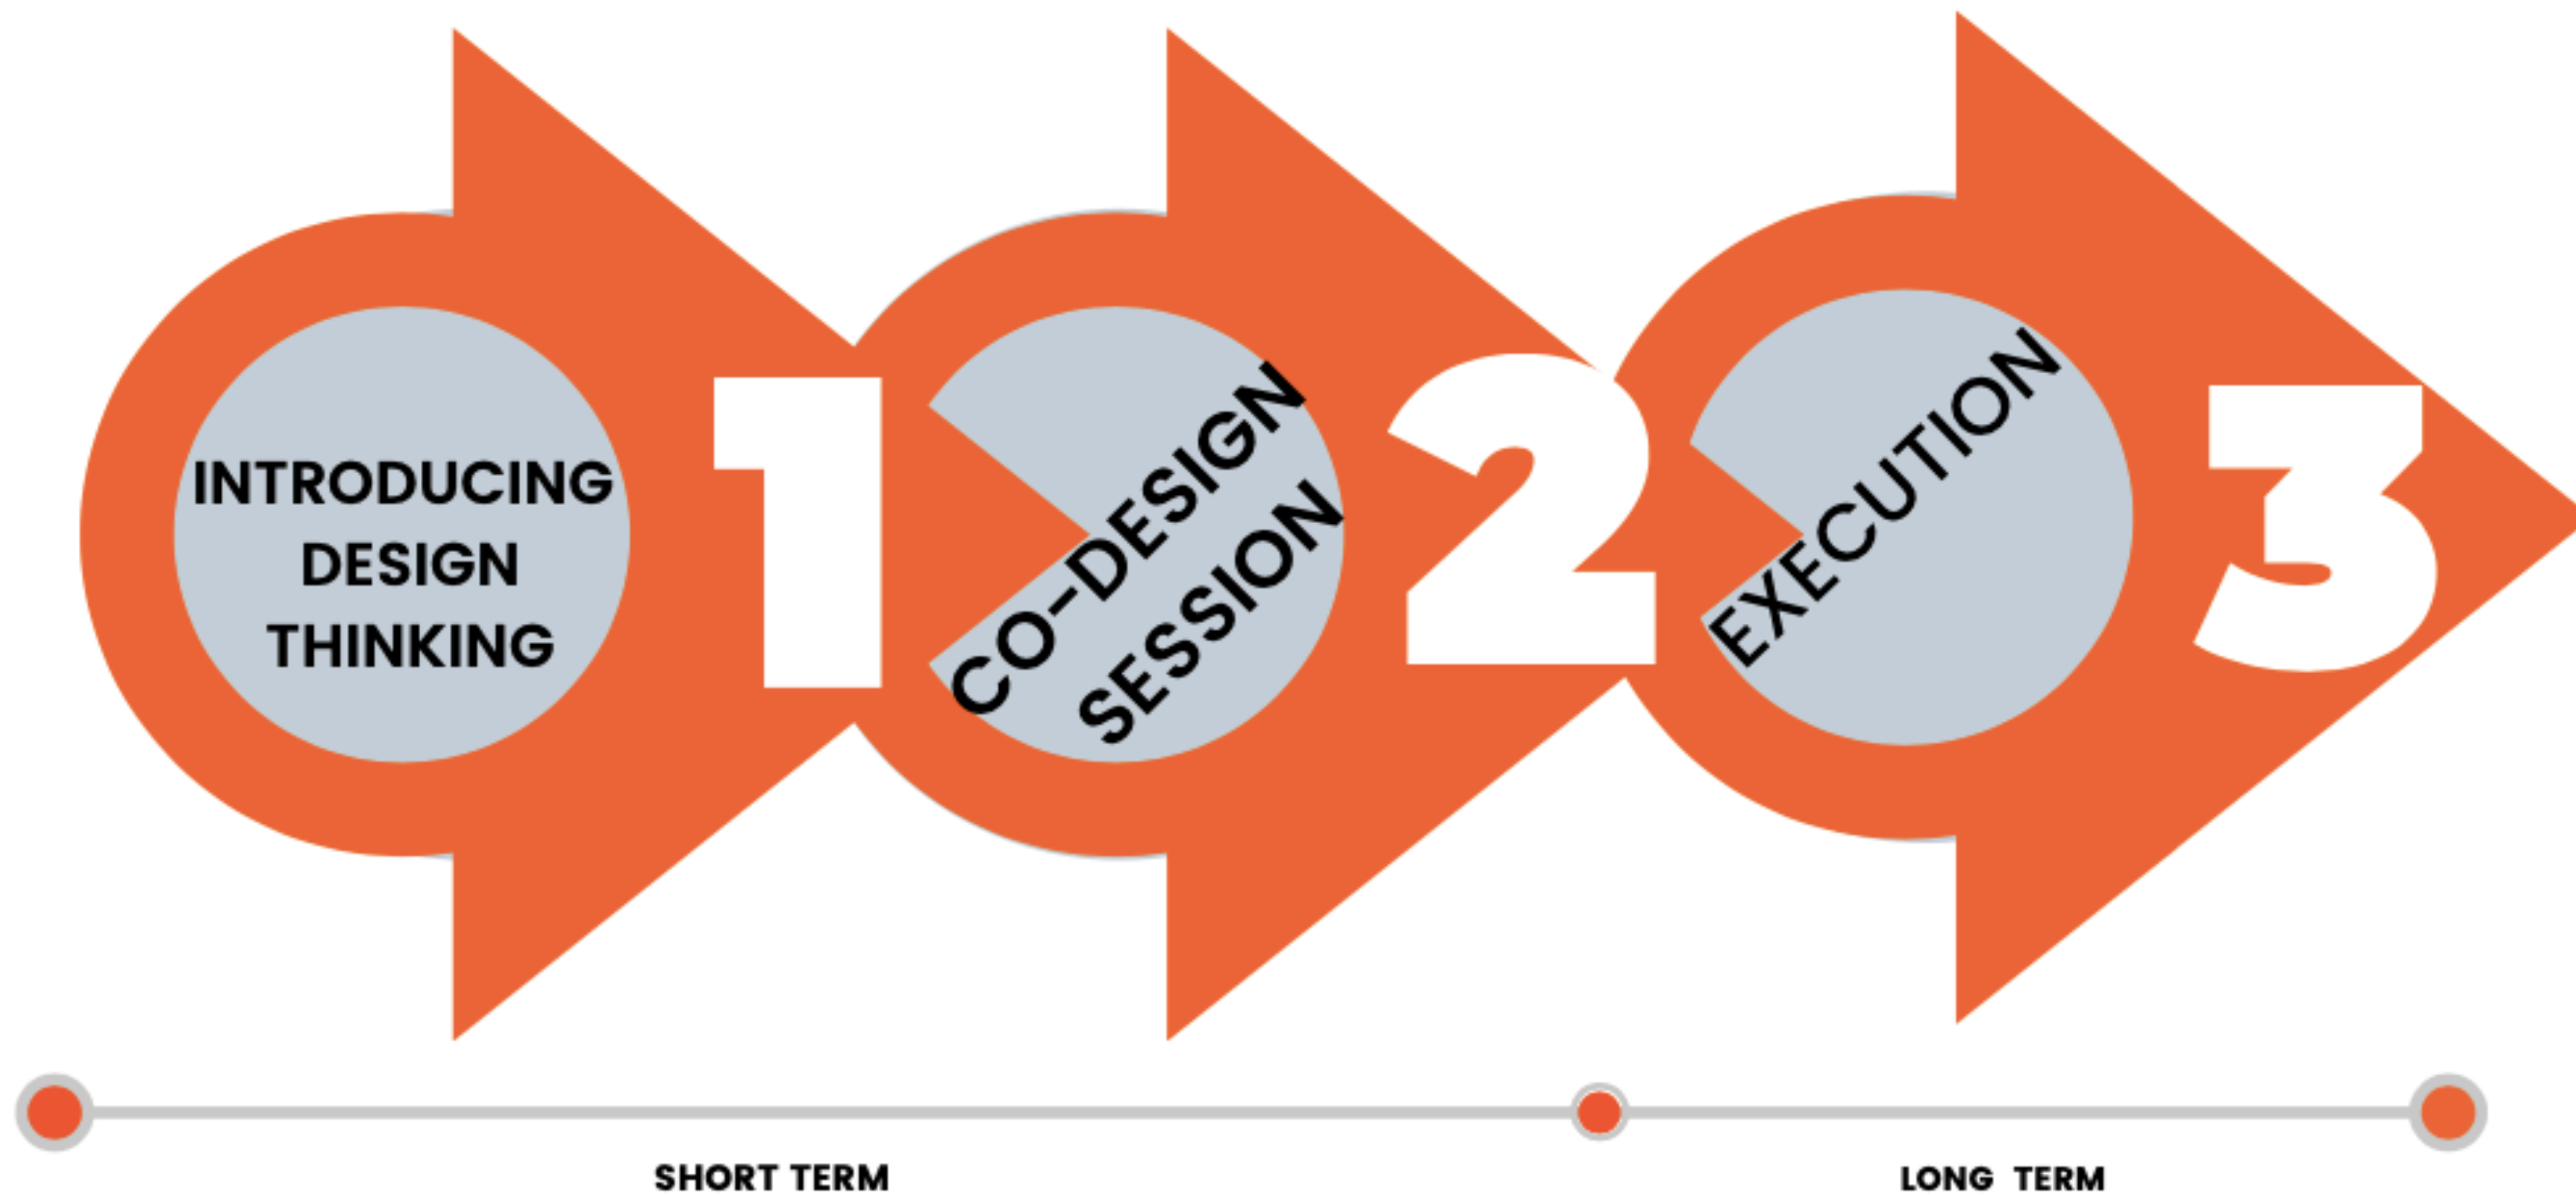 INTRODUCING
DESIGN
THINKING
1
CO-DESIGN
SESSION
2
EXECUTION
3
SHORT TERM
LONG TERM